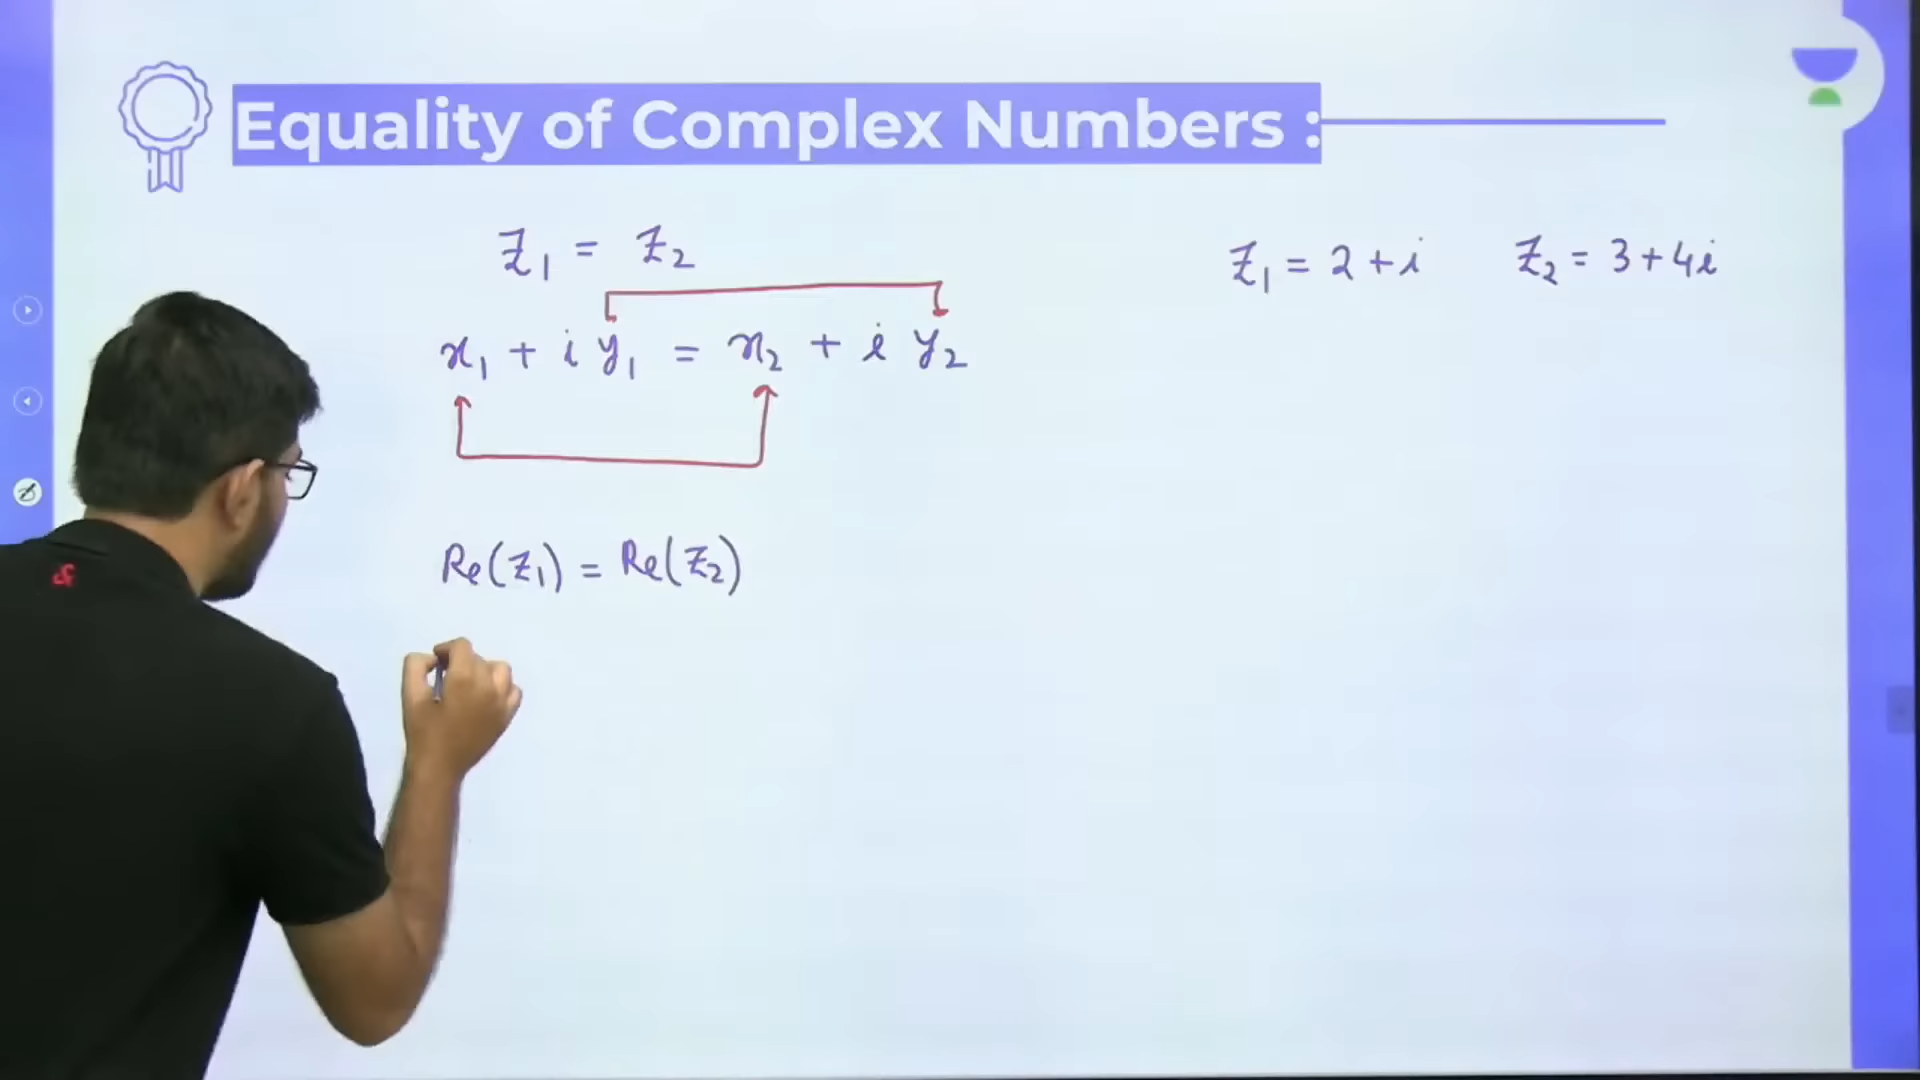 Equality of Complex Numbers :
Z₁ = Z₂
Z₁ = 2 + i
Z₂ = 3 + 4i
x₁ + i y₁ = x₂ + i y₂
Re(Z₁) = Re(Z₂)